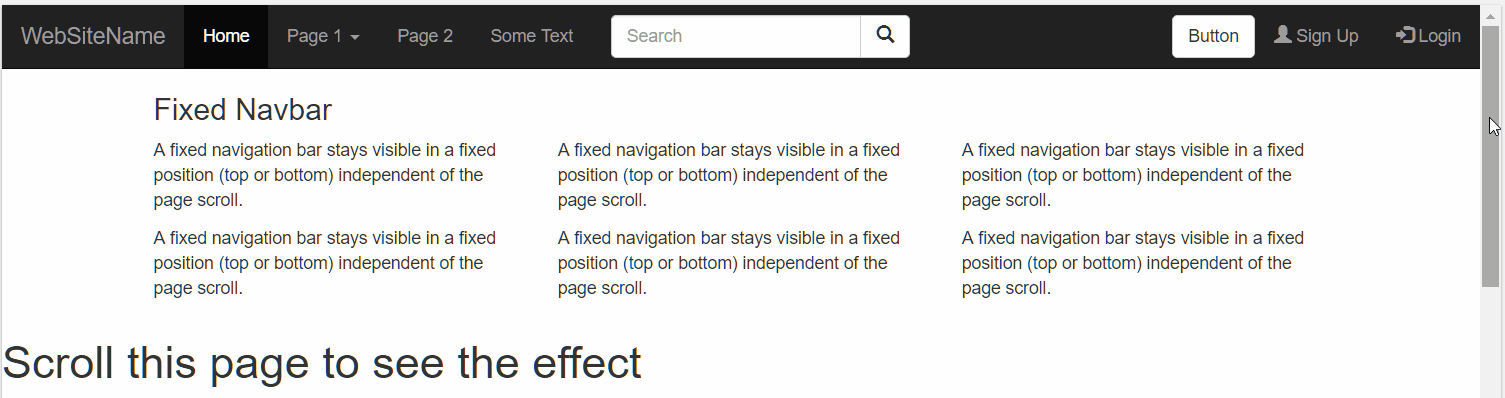 WebSiteName Home Page 1 Page 2 Some Text Search Button Sign Up Login
Fixed Navbar
A fixed navigation bar stays visible in a fixed
position (top or bottom) independent of the
page scroll.
A fixed navigation bar stays visible in a fixed
position (top or bottom) independent of the
page scroll.
A fixed navigation bar stays visible in a fixed
position (top or bottom) independent of the
page scroll.
A fixed navigation bar stays visible in a fixed
position (top or bottom) independent of the
page scroll.
A fixed navigation bar stays visible in a fixed
position (top or bottom) independent of the
page scroll.
A fixed navigation bar stays visible in a fixed
position (top or bottom) independent of the
page scroll.
Scroll this page to see the effect